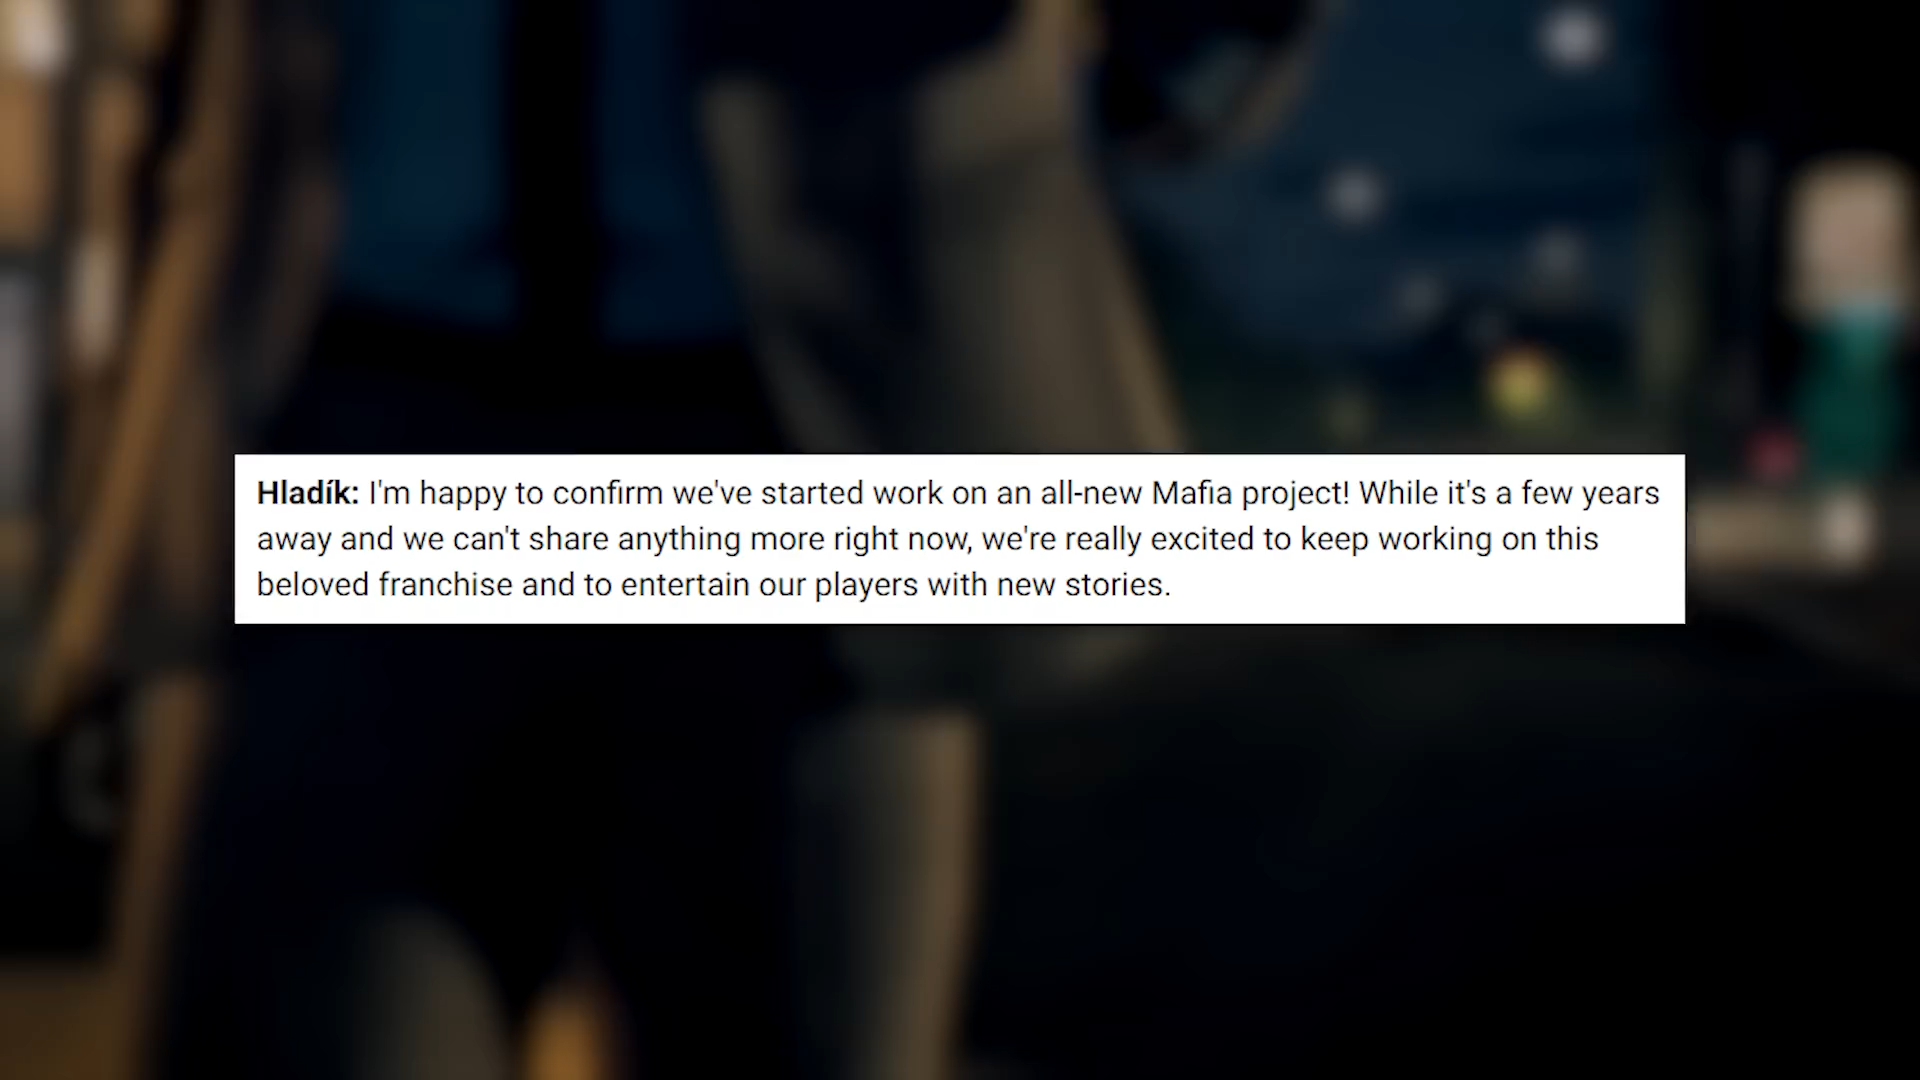 Hladík: I'm happy to confirm we've started work on an all-new Mafia project! While it's a few years
away and we can't share anything more right now, we're really excited to keep working on this
beloved franchise and to entertain our players with new stories.